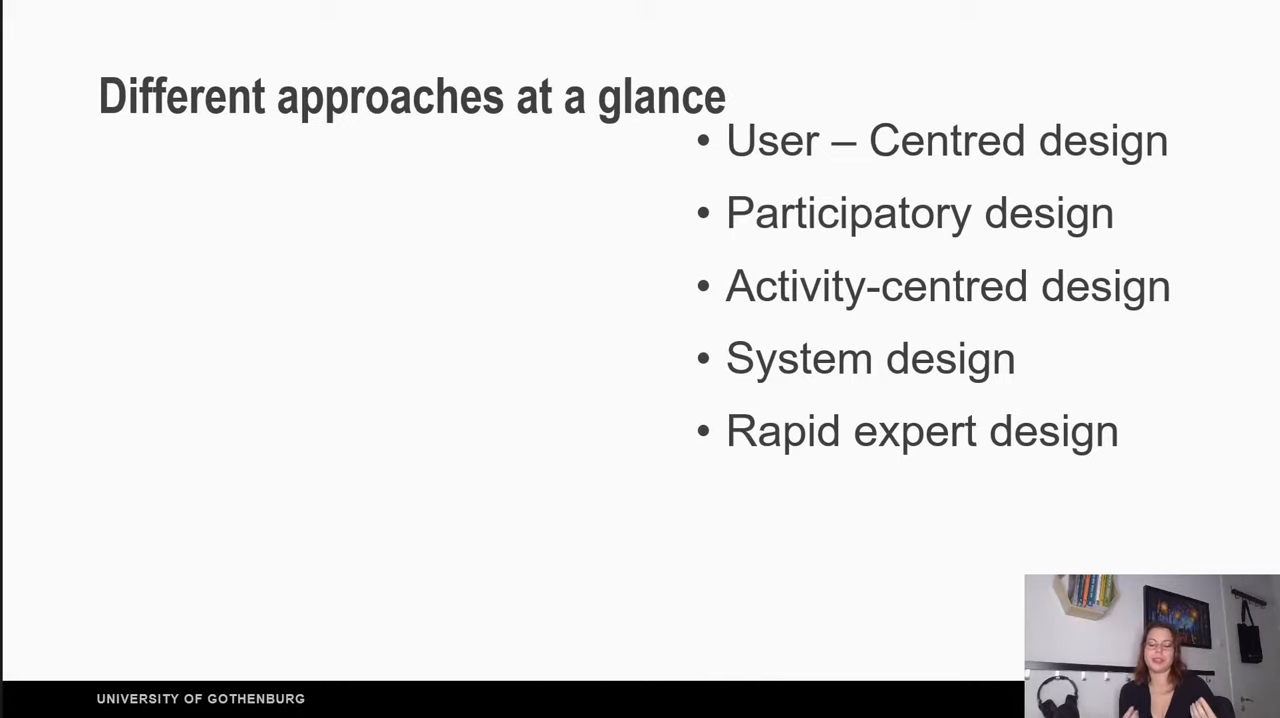 Different approaches at a glance
• User – Centred design
• Participatory design
• Activity-centred design
• System design
• Rapid expert design
UNIVERSITY OF GOTHENBURG